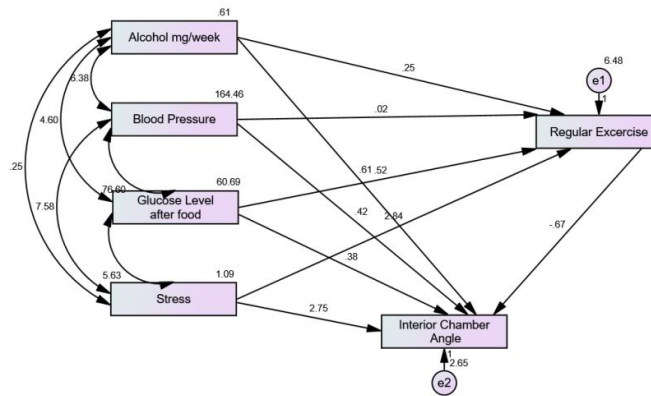 .61
Alcohol mg/week
6.48
e1
1
6.38
.25
164.46
.02
Blood Pressure
Regular Excercise
4.60
.25
76.60
60.69
.61
.52
Glucose Level
after food
7.58
.42
2.84
-.67
.38
5.63
1.09
Stress
2.75
Interior Chamber
Angle
1
2.65
e2